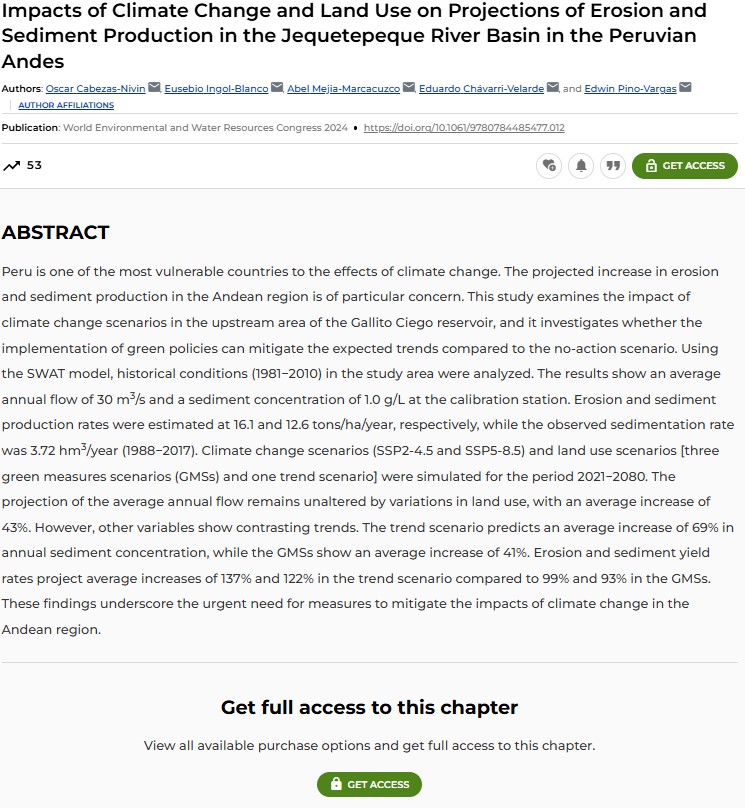 Impacts of Climate Change and Land Use on Projections of Erosion and
Sediment Production in the Jequetepeque River Basin in the Peruvian
Andes
Authors: Oscar Cabezas-Nivin, Eusebio Ingol-Blanco, Abel Mejia-Marcacuzco, Eduardo Chávarri-Velarde, and Edwin Pino-Vargas
AUTHOR AFFILIATIONS
Publication: World Environmental and Water Resources Congress 2024 • https://doi.org/10.1061/9780784485477.012
53
GET ACCESS
ABSTRACT
Peru is one of the most vulnerable countries to the effects of climate change. The projected increase in erosion
and sediment production in the Andean region is of particular concern. This study examines the impact of
climate change scenarios in the upstream area of the Gallito Ciego reservoir, and it investigates whether the
implementation of green policies can mitigate the expected trends compared to the no-action scenario. Using
the SWAT model, historical conditions (1981–2010) in the study area were analyzed. The results show an average
annual flow of 30 m³/s and a sediment concentration of 1.0 g/L at the calibration station. Erosion and sediment
production rates were estimated at 16.1 and 12.6 tons/ha/year, respectively, while the observed sedimentation rate
was 3.72 hm³/year (1988–2017). Climate change scenarios (SSP2-4.5 and SSP5-8.5) and land use scenarios [three
green measures scenarios (GMSs) and one trend scenario] were simulated for the period 2021–2080. The
projection of the average annual flow remains unaltered by variations in land use, with an average increase of
43%. However, other variables show contrasting trends. The trend scenario predicts an average increase of 69% in
annual sediment concentration, while the GMSs show an average increase of 41%. Erosion and sediment yield
rates project average increases of 137% and 122% in the trend scenario compared to 99% and 93% in the GMSs.
These findings underscore the urgent need for measures to mitigate the impacts of climate change in the
Andean region.
Get full access to this chapter
View all available purchase options and get full access to this chapter.
GET ACCESS